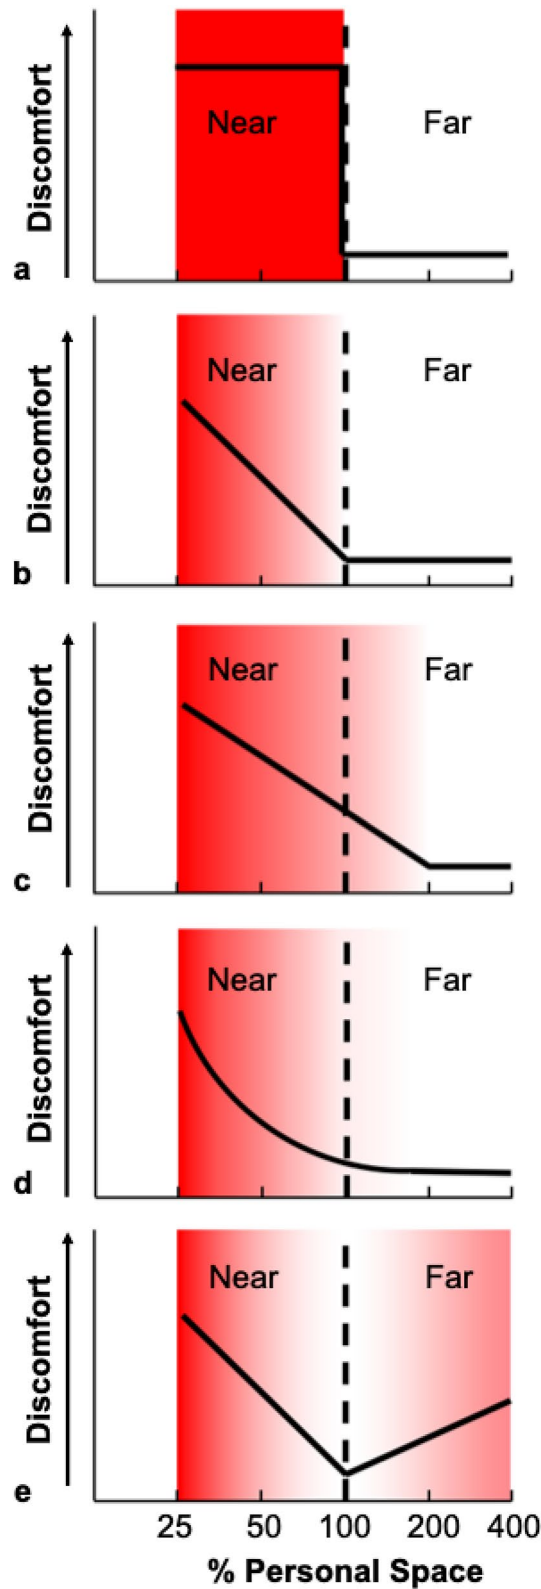 Discomfort
Near
Far
a
Discomfort
Near
Far
b
Discomfort
Near
Far
c
Discomfort
Near
Far
d
Discomfort
Near
Far
e
25 50 100 200 400
% Personal Space